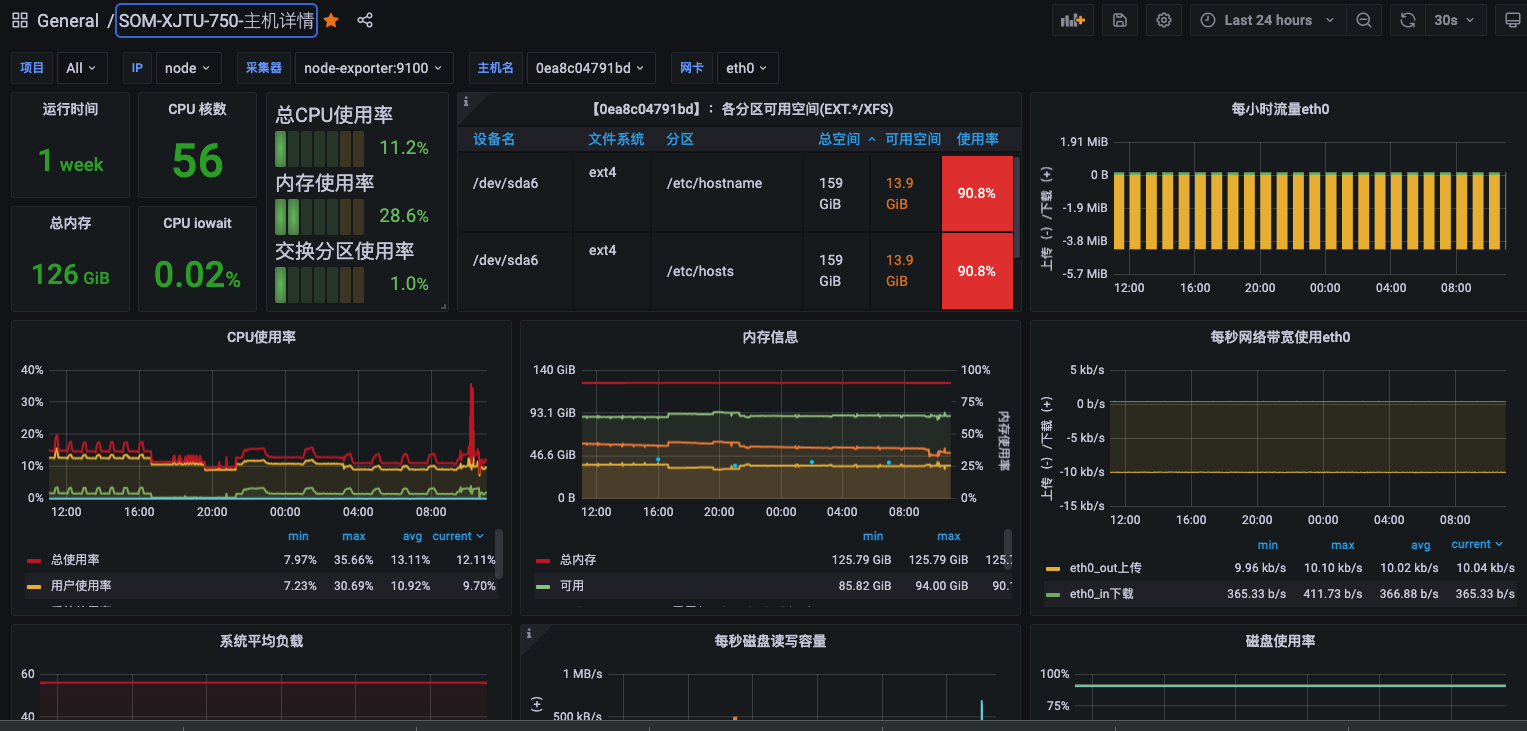 General / SOM-XJTU-750-主机详情
Last 24 hours
30s
项目 All IP node 采集器 node-exporter:9100 主机名 0ea8c04791bd 网卡 eth0
运行时间
1 week
CPU 核数
56
总内存
126 GiB
CPU iowait
0.02%
总CPU使用率
11.2%
内存使用率
28.6%
交换分区使用率
1.0%
【0ea8c04791bd】：各分区可用空间(EXT.*/XFS)
设备名 文件系统 分区 总空间 可用空间 使用率
/dev/sda6 ext4 /etc/hostname 159 GiB 13.9 GiB 90.8%
/dev/sda6 ext4 /etc/hosts 159 GiB 13.9 GiB 90.8%
每小时流量eth0
上传（-）/下载（+）
1.91 MiB
0 B
-1.9 MiB
-3.8 MiB
-5.7 MiB
12:00 16:00 20:00 00:00 04:00 08:00
CPU使用率
40%
30%
20%
10%
0%
12:00 16:00 20:00 00:00 04:00 08:00
min max avg current
总使用率 7.97% 35.66% 13.11% 12.11%
用户使用率 7.23% 30.69% 10.92% 9.70%
内存信息
140 GiB
93.1 GiB
46.6 GiB
0 B
100%
75%
50%
25%
0%
内存使用率
12:00 16:00 20:00 00:00 04:00 08:00
min max
总内存 125.79 GiB 125.79 GiB 125.
可用 85.82 GiB 94.00 GiB 90.
每秒网络带宽使用eth0
上传（-）/下载（+）
5 kb/s
0 b/s
-5 kb/s
-10 kb/s
-15 kb/s
12:00 16:00 20:00 00:00 04:00 08:00
min max avg current
eth0_out上传 9.96 kb/s 10.10 kb/s 10.02 kb/s 10.04 kb/s
eth0_in下载 365.33 b/s 411.73 b/s 366.88 b/s 365.33 b/s
系统平均负载
60
40
每秒磁盘读写容量
1 MB/s
500 kB/s
(+)
磁盘使用率
100%
75%